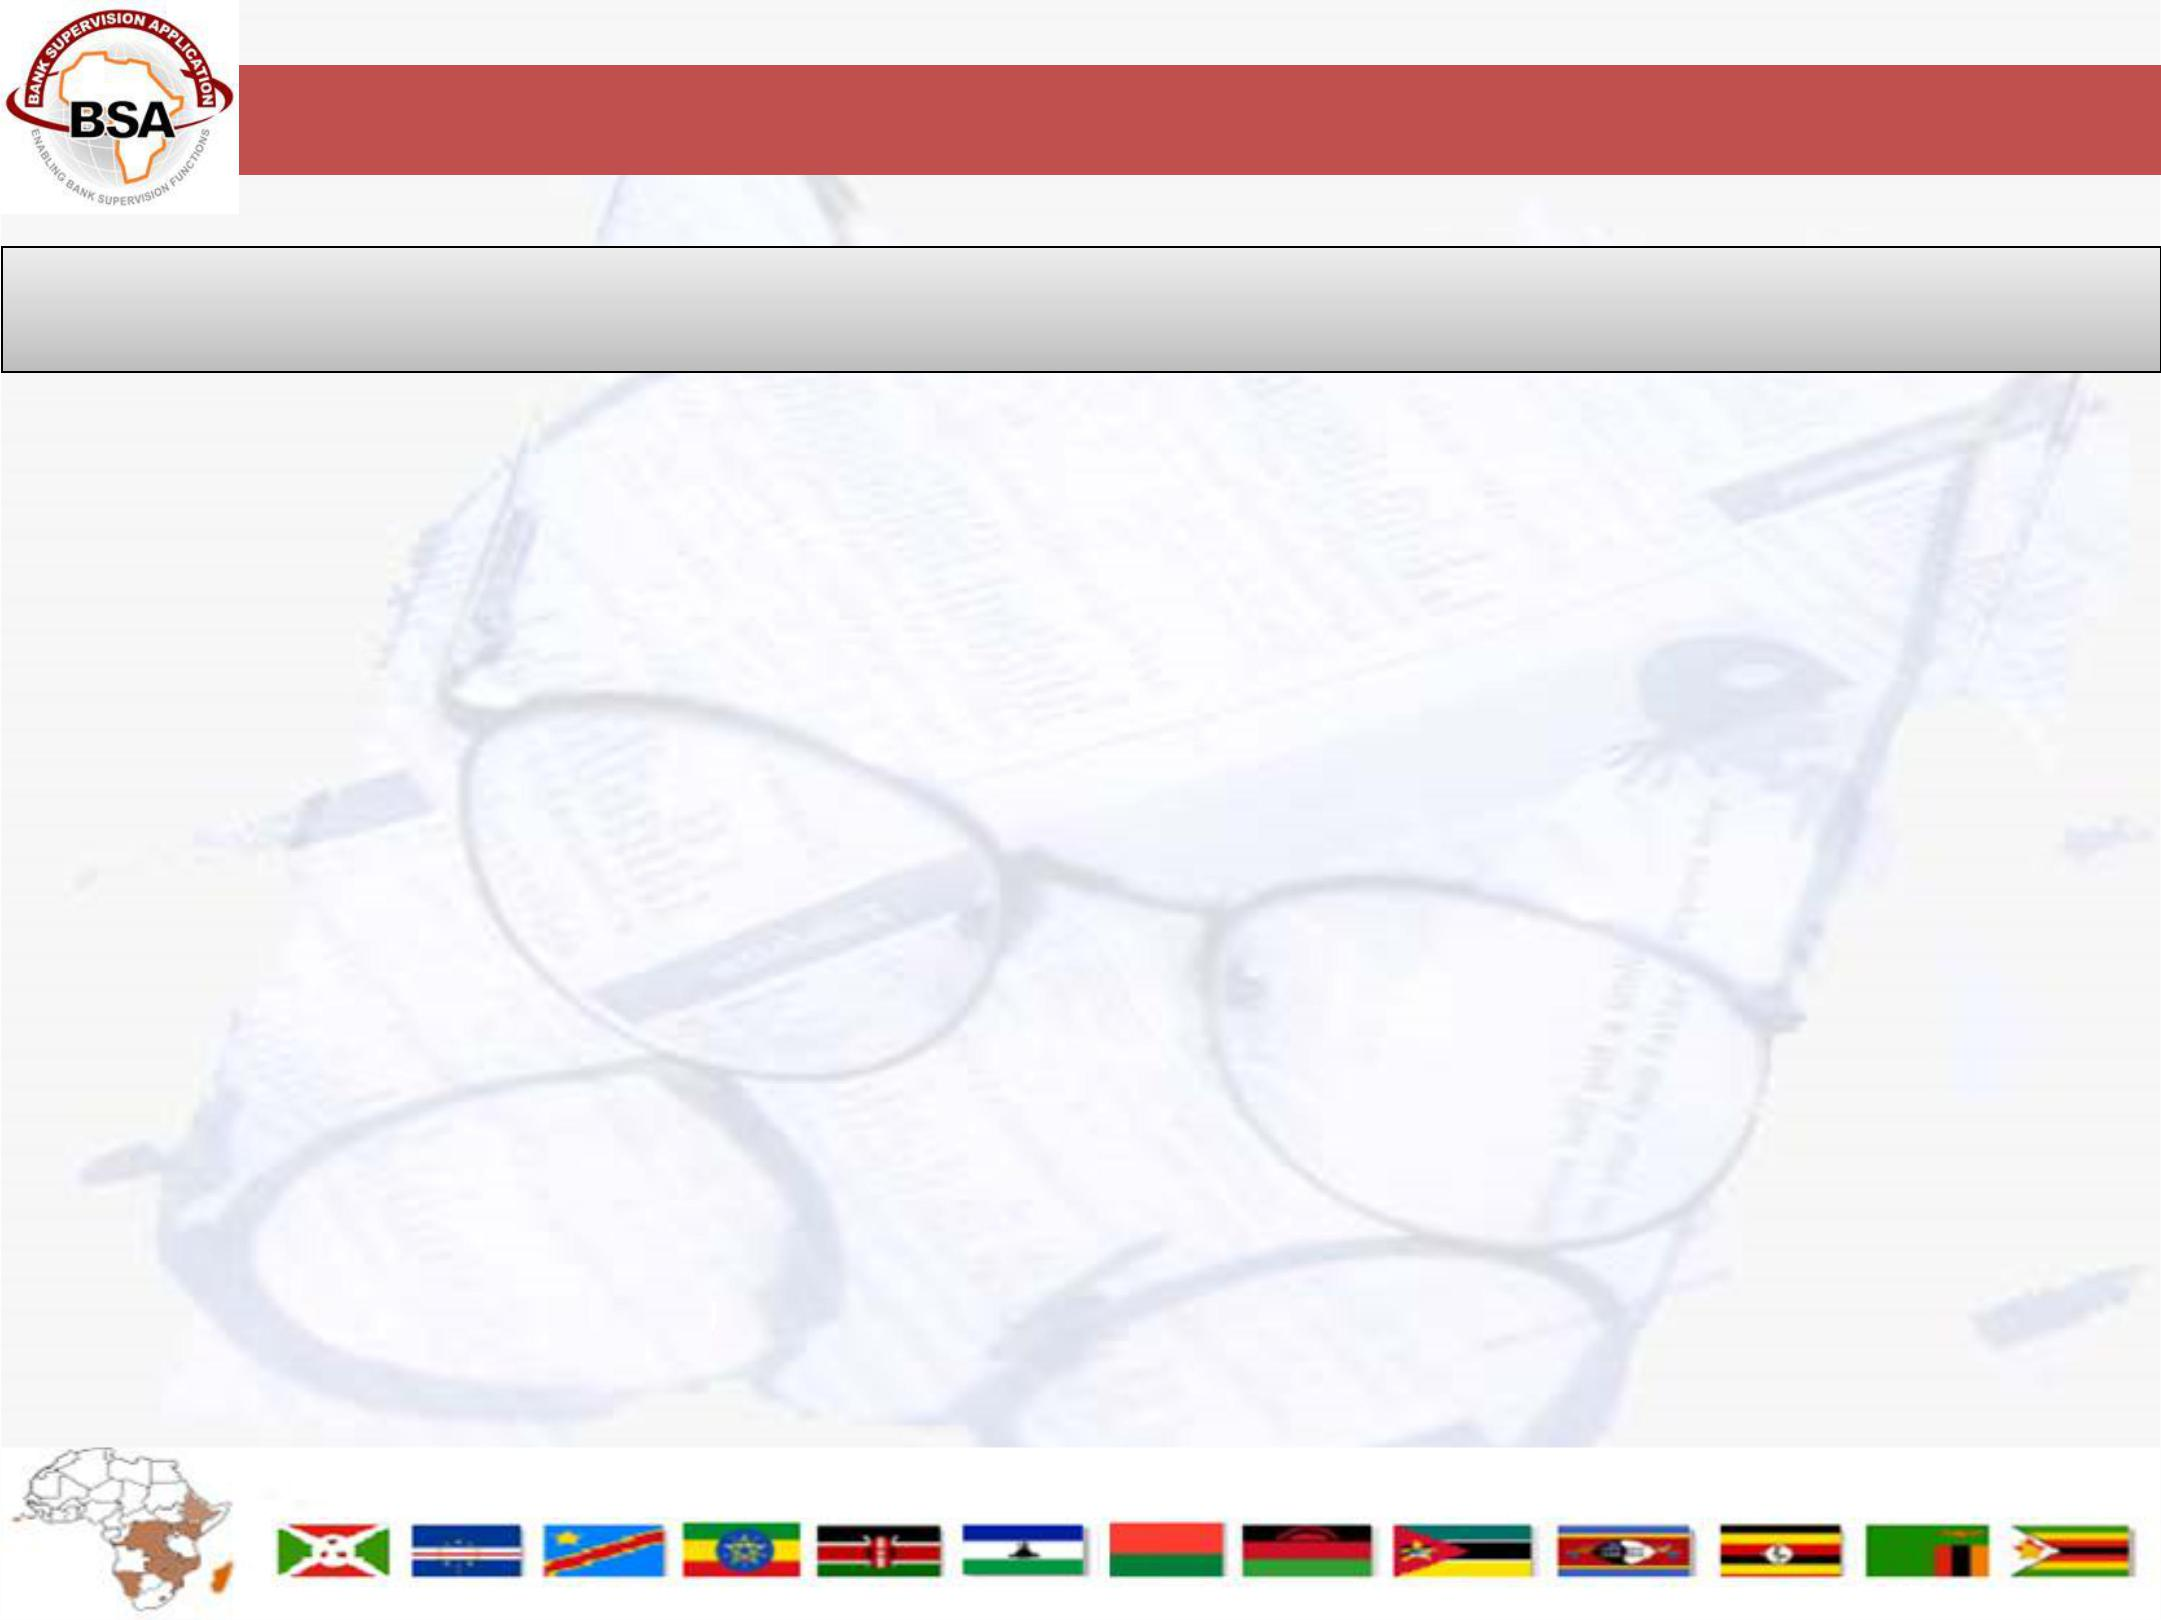 BANK SUPERVISION APPLICATION
BSA
ENABLING BANK SUPERVISION FUNCTIONS